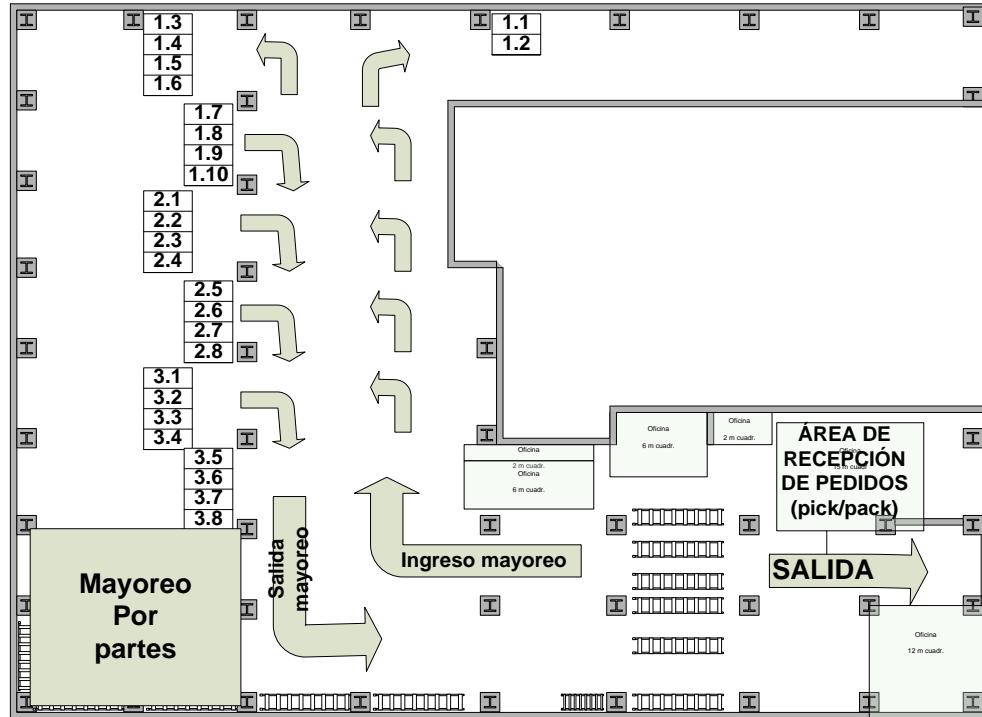 1.3
1.4
1.5
1.6
1.1
1.2
1.7
1.8
1.9
1.10
2.1
2.2
2.3
2.4
2.5
2.6
2.7
2.8
3.1
3.2
3.3
3.4
3.5
3.6
3.7
3.8
Oficina
2 m cuadr.
Oficina
6 m cuadr.
Oficina
6 m cuadr.
Oficina
2 m cuadr.
ÁREA DE
RECEPCIÓN
DE PEDIDOS
(pick/pack)
Mayoreo
Por
partes
Salida
mayoreo
Ingreso mayoreo
SALIDA
Oficina
12 m cuadr.